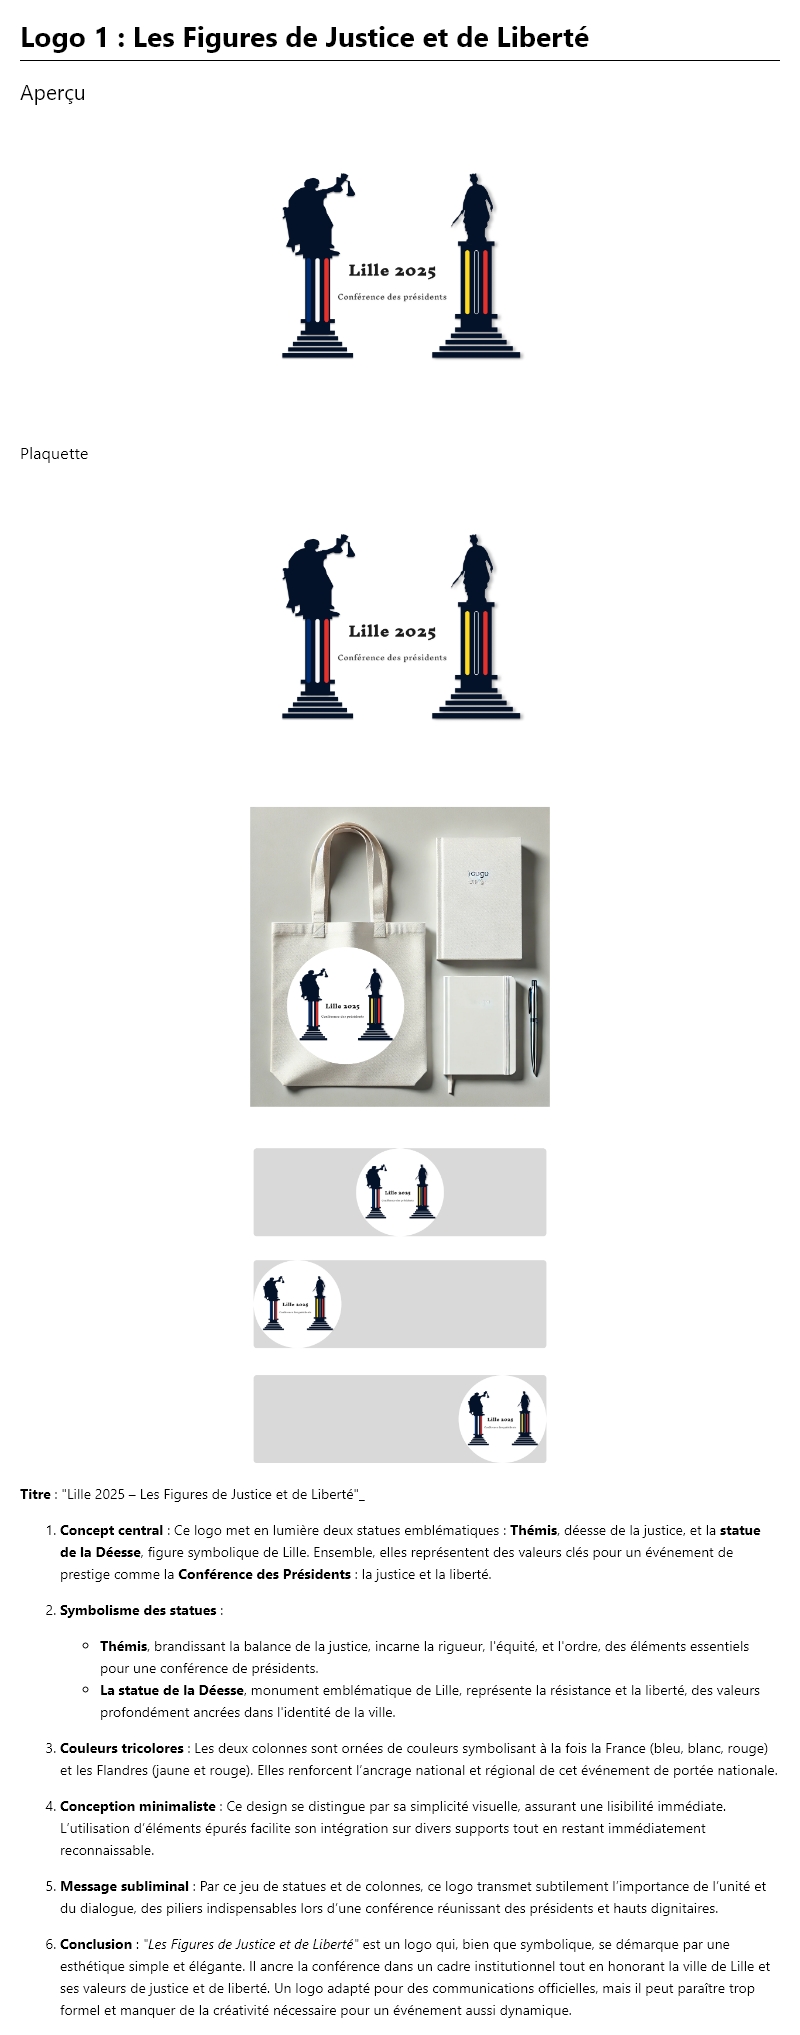 Logo 1 : Les Figures de Justice et de Liberté
Aperçu
Lille 2025
Conférence des présidents
Plaquette
Lille 2025
Conférence des présidents
Lille 2025
Conférence des présidents
Lille 2025
Conférence des présidents
Lille 2025
Conférence des présidents
Lille 2025
Conférence des présidents
Titre : "Lille 2025 – Les Figures de Justice et de Liberté"_
1. Concept central : Ce logo met en lumière deux statues emblématiques : Thémis, déesse de la justice, et la statue
de la Déesse, figure symbolique de Lille. Ensemble, elles représentent des valeurs clés pour un événement de
prestige comme la Conférence des Présidents : la justice et la liberté.
2. Symbolisme des statues :
Thémis, brandissant la balance de la justice, incarne la rigueur, l'équité, et l'ordre, des éléments essentiels
pour une conférence de présidents.
La statue de la Déesse, monument emblématique de Lille, représente la résistance et la liberté, des valeurs
profondément ancrées dans l'identité de la ville.
3. Couleurs tricolores : Les deux colonnes sont ornées de couleurs symbolisant à la fois la France (bleu, blanc, rouge)
et les Flandres (jaune et rouge). Elles renforcent l’ancrage national et régional de cet événement de portée nationale.
4. Conception minimaliste : Ce design se distingue par sa simplicité visuelle, assurant une lisibilité immédiate.
L’utilisation d’éléments épurés facilite son intégration sur divers supports tout en restant immédiatement
reconnaissable.
5. Message subliminal : Par ce jeu de statues et de colonnes, ce logo transmet subtilement l’importance de l’unité et
du dialogue, des piliers indispensables lors d’une conférence réunissant des présidents et hauts dignitaires.
6. Conclusion : "Les Figures de Justice et de Liberté" est un logo qui, bien que symbolique, se démarque par une
esthétique simple et élégante. Il ancre la conférence dans un cadre institutionnel tout en honorant la ville de Lille et
ses valeurs de justice et de liberté. Un logo adapté pour des communications officielles, mais il peut paraître trop
formel et manquer de la créativité nécessaire pour un événement aussi dynamique.